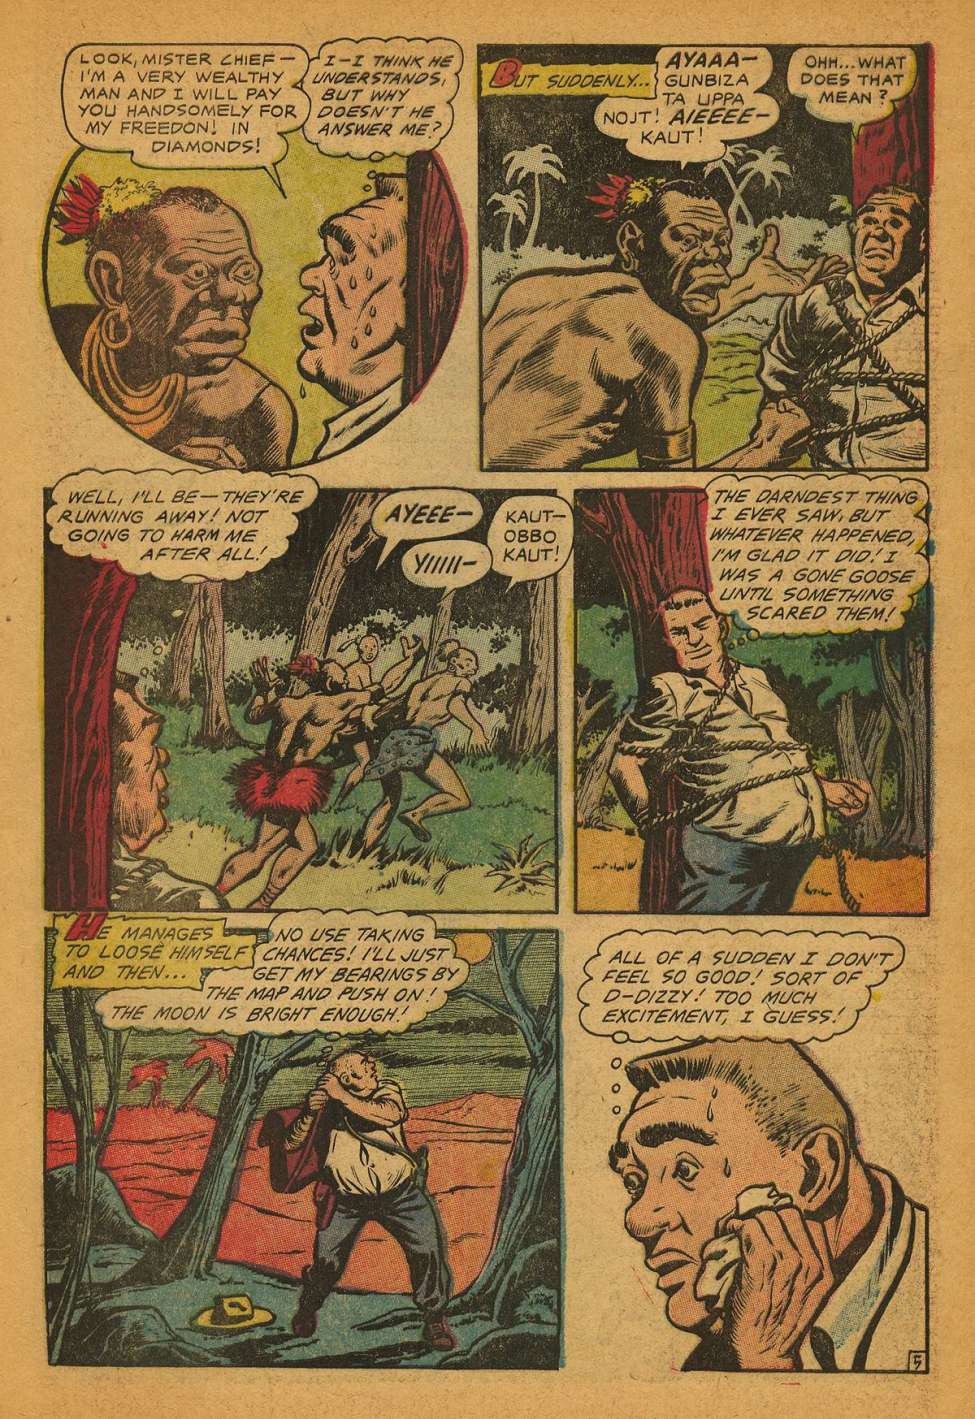 LOOK, MISTER CHIEF—
I'M A VERY WEALTHY
MAN AND I WILL PAY
YOU HANDSOMELY FOR
MY FREEDON! IN
DIAMONDS!
I-I THINK HE
UNDERSTANDS,
BUT WHY
DOESN'T HE
ANSWER ME?
BUT SUDDENLY...
AYAAA-
GUNBIZA
TA UPPA
NOJT! AIEEEE-
KAUT!
OHH...WHAT
DOES THAT
MEAN?
WELL, I'LL BE— THEY'RE
RUNNING AWAY! NOT
GOING TO HARM ME
AFTER ALL!
AYEEE—
YIIIII—
KAUT—
OBBO
KAUT!
THE DARNDEST THING
I EVER SAW, BUT
WHATEVER HAPPENED,
I'M GLAD IT DID! I
WAS A GONE GOOSE
UNTIL SOMETHING
SCARED THEM!
HE MANAGES
TO LOOSE HIMSELF
AND THEN...
NO USE TAKING
CHANCES! I'LL JUST
GET MY BEARINGS BY
THE MAP AND PUSH ON!
THE MOON IS BRIGHT ENOUGH!
ALL OF A SUDDEN I DON'T
FEEL SO GOOD! SORT OF
D-DIZZY! TOO MUCH
EXCITEMENT, I GUESS!
5